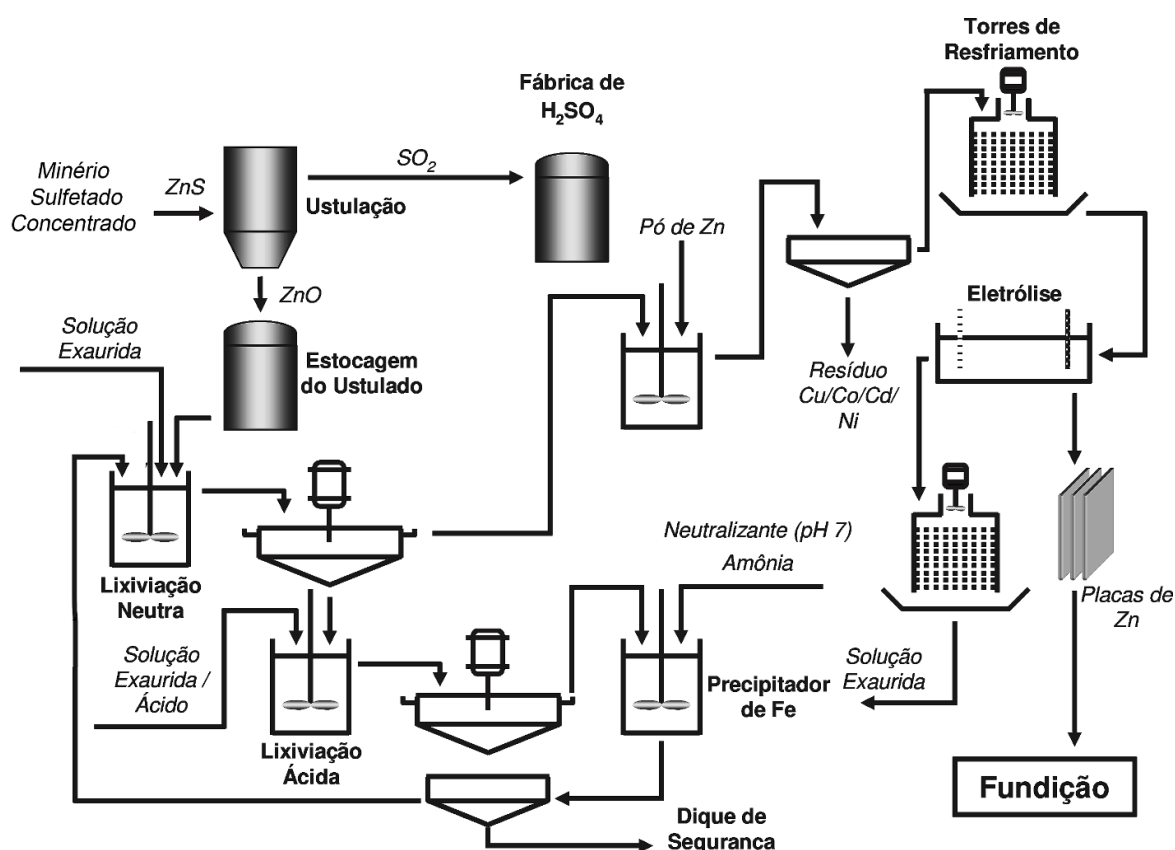 Torres de
Resfriamento
Fábrica de
H₂SO₄
Minério
Sulfetado
Concentrado
ZnS
SO₂
Ustulação
Pó de Zn
ZnO
Eletrólise
Solução
Exaurida
Estocagem
do Ustulado
Resíduo
Cu/Co/Cd/
Ni
Neutralizante (pH 7)
Amônia
Lixiviação
Neutra
Placas de
Zn
Solução
Exaurida /
Ácido
Solução
Exaurida
Precipitador
de Fe
Lixiviação
Ácida
Fundição
Dique de
Segurança